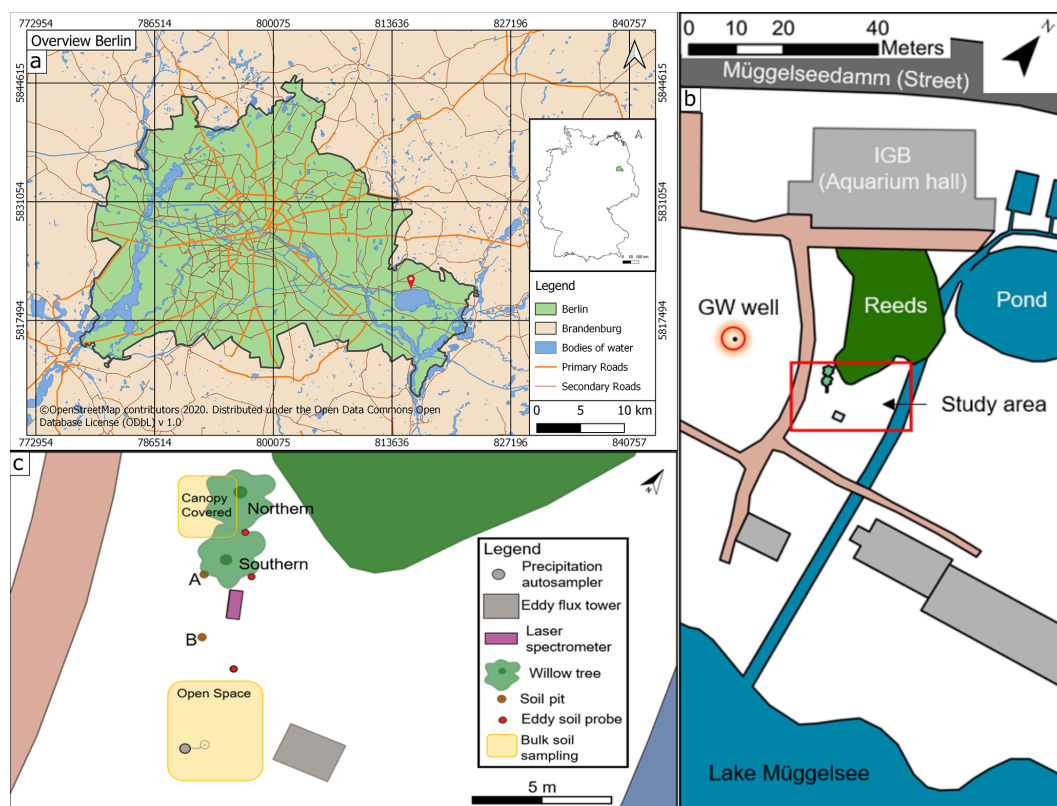 772954 786514 800075 813636 827196 840757
Overview Berlin
a
5844615
5831054
5817494
5844615
5831054
5817494
0 50 100 km
Legend
Berlin
Brandenburg
Bodies of water
Primary Roads
Secondary Roads
©OpenStreetMap contributors 2020. Distributed under the Open Data Commons Open
Database License (ODbL) v 1.0
0 5 10 km
772954 786514 800075 813636 827196 840757
0 20 40
Meters
N
Müggelseedamm (Street)
b
IGB
(Aquarium hall)
GW well
Reeds
Pond
Study area
Lake Müggelsee
c
N
Canopy
Covered
Northern
Southern
A
B
Open Space
Legend
Precipitation
autosampler
Eddy flux tower
Laser
spectrometer
Willow tree
Soil pit
Eddy soil probe
Bulk soil
sampling
5 m